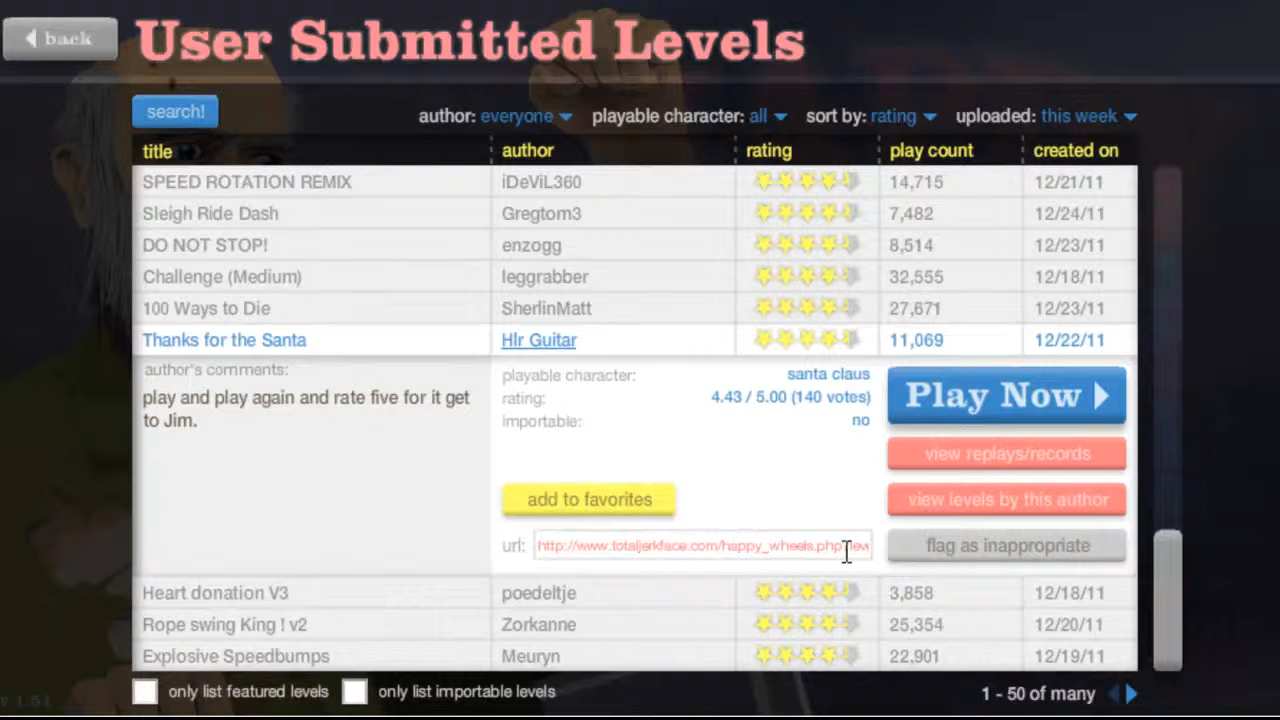 back
User Submitted Levels
search!
author: everyone playable character: all sort by: rating uploaded: this week
title author rating play count created on
SPEED ROTATION REMIX iDeViL360 14,715 12/21/11
Sleigh Ride Dash Gregtom3 7,482 12/24/11
DO NOT STOP! enzogg 8,514 12/23/11
Challenge (Medium) leggrabber 32,555 12/18/11
100 Ways to Die SherlinMatt 27,671 12/23/11
Thanks for the Santa Hlr Guitar 11,069 12/22/11
author's comments:
play and play again and rate five for it get
to Jim.
playable character: santa claus
rating: 4.43 / 5.00 (140 votes)
importable: no
Play Now
view replays/records
add to favorites
view levels by this author
url: http://www.totaljerkface.com/happy_wheels.php
flag as inappropriate
Heart donation V3 poedeltje 3,858 12/18/11
Rope swing King ! v2 Zorkanne 25,354 12/20/11
Explosive Speedbumps Meuryn 22,901 12/19/11
only list featured levels only list importable levels 1 - 50 of many